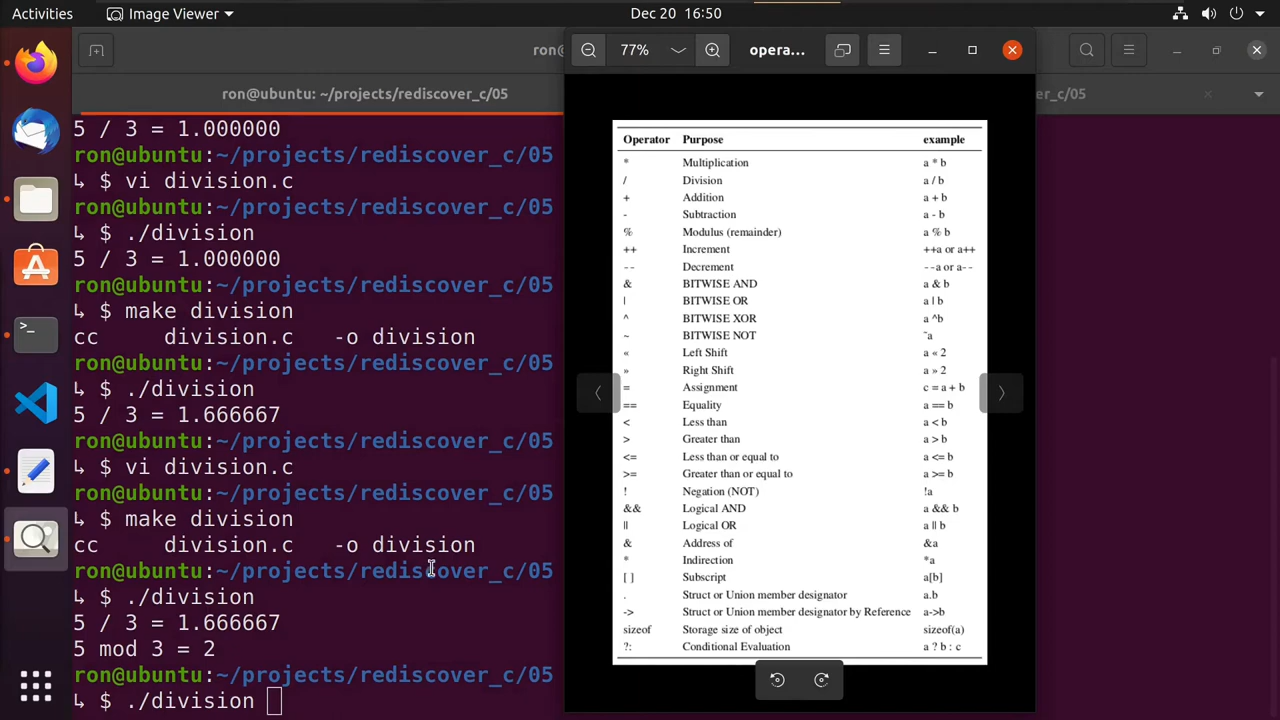 Activities
Image Viewer
Dec 20 16:50
ron@
77%
opera...
ron@ubuntu: ~/projects/rediscover_c/05
er_c/05
5 / 3 = 1.000000
ron@ubuntu:~/projects/rediscover_c/05
↳ $ vi division.c
ron@ubuntu:~/projects/rediscover_c/05
↳ $ ./division
5 / 3 = 1.000000
ron@ubuntu:~/projects/rediscover_c/05
↳ $ make division
cc division.c -o division
ron@ubuntu:~/projects/rediscover_c/05
↳ $ ./division
5 / 3 = 1.666667
ron@ubuntu:~/projects/rediscover_c/05
↳ $ vi division.c
ron@ubuntu:~/projects/rediscover_c/05
↳ $ make division
cc division.c -o division
ron@ubuntu:~/projects/rediscover_c/05
↳ $ ./division
5 / 3 = 1.666667
5 mod 3 = 2
ron@ubuntu:~/projects/rediscover_c/05
↳ $ ./division
Operator Purpose example
* Multiplication a * b
/ Division a / b
+ Addition a + b
- Subtraction a - b
% Modulus (remainder) a % b
++ Increment ++a or a++
-- Decrement --a or a--
& BITWISE AND a & b
| BITWISE OR a | b
^ BITWISE XOR a ^b
~ BITWISE NOT ˜a
« Left Shift a « 2
» Right Shift a » 2
= Assignment c = a + b
== Equality a == b
< Less than a < b
> Greater than a > b
<= Less than or equal to a <= b
>= Greater than or equal to a >= b
! Negation (NOT) !a
&& Logical AND a && b
|| Logical OR a || b
& Address of &a
* Indirection *a
[ ] Subscript a[b]
. Struct or Union member designator a.b
-> Struct or Union member designator by Reference a->b
sizeof Storage size of object sizeof(a)
?: Conditional Evaluation a ? b : c